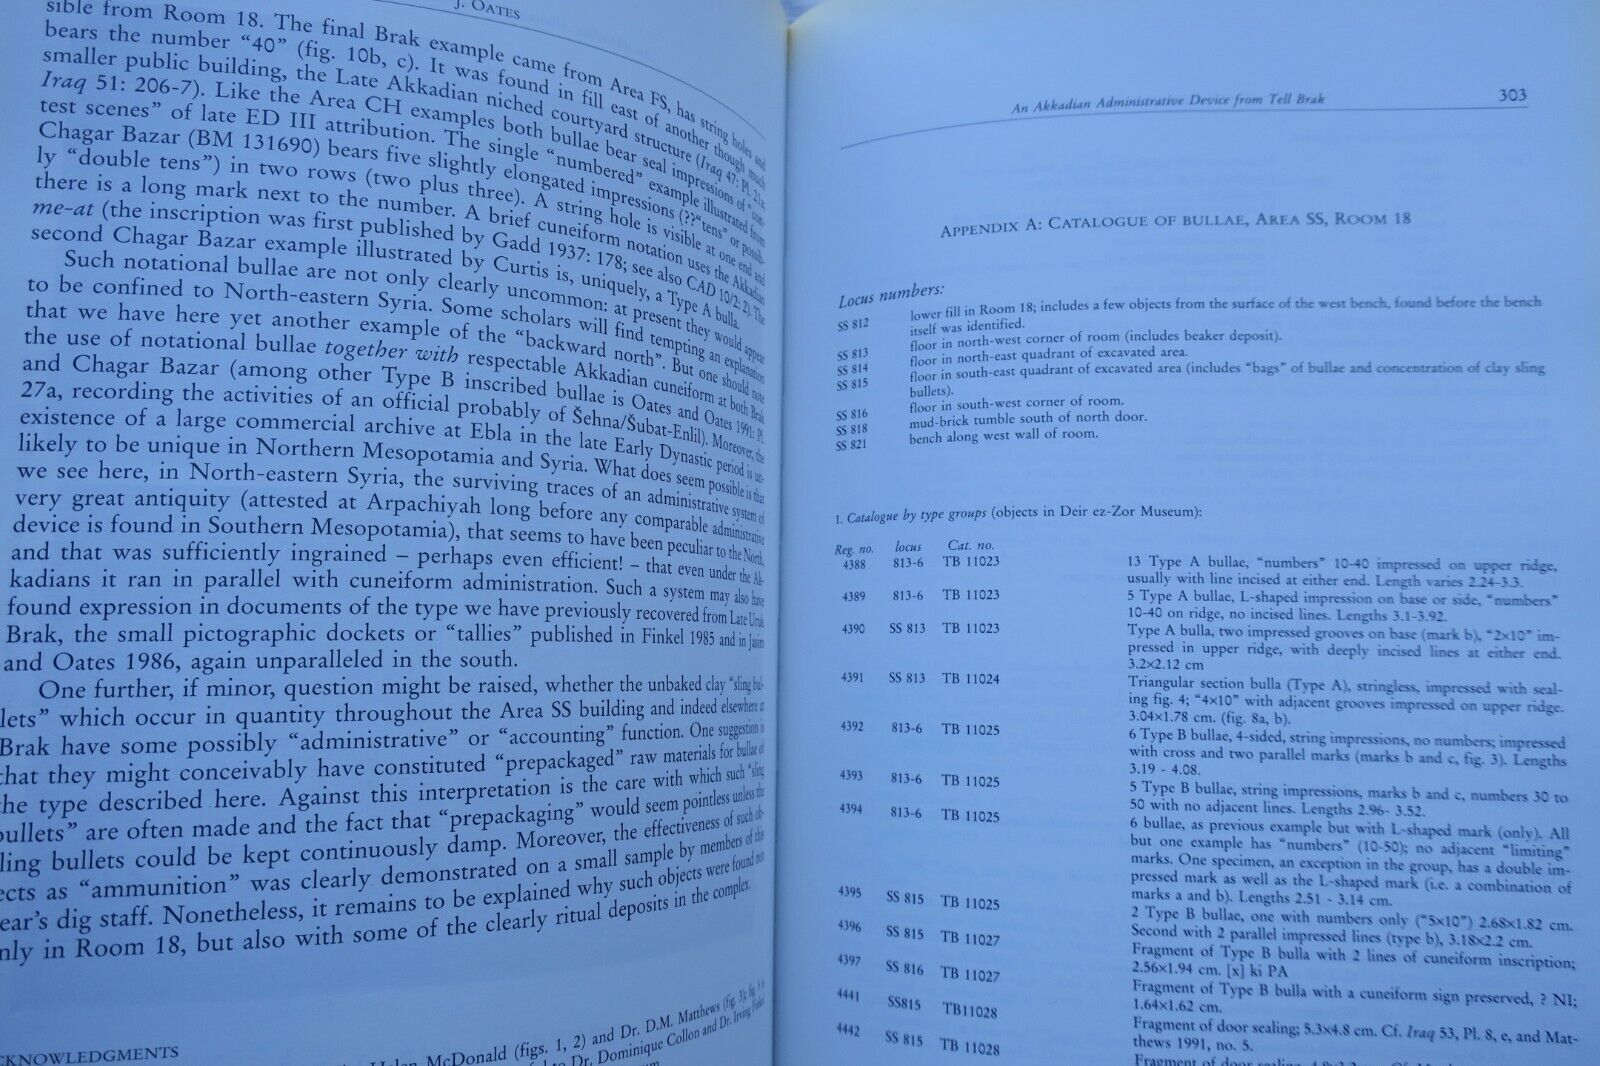 J. OATES
sible from Room 18. The final Brak example came from Area FS, has string holes and
bears the number “40” (fig. 10b, c). It was found in fill east of another though much
smaller public building, the Late Akkadian niched courtyard structure (Iraq 47: Pl. 21a;
Iraq 51: 206-7). Like the Area CH examples both bullae bear seal impressions of “con-
test scenes” of late ED III attribution. The single “numbered” example illustrated from
Chagar Bazar (BM 131690) bears five slightly elongated impressions (??“tens” or possib-
ly “double tens”) in two rows (two plus three). A string hole is visible at one end and
there is a long mark next to the number. A brief cuneiform notation uses the Akkadian
me-at (the inscription was first published by Gadd 1937: 178; see also CAD 10/2: 2). The
second Chagar Bazar example illustrated by Curtis is, uniquely, a Type A bulla.
Such notational bullae are not only clearly uncommon: at present they would appear
to be confined to North-eastern Syria. Some scholars will find tempting an explanation
that we have here yet another example of the “backward north”. But one should note
the use of notational bullae together with respectable Akkadian cuneiform at both Brak
and Chagar Bazar (among other Type B inscribed bullae is Oates and Oates 1991: Pl.
27a, recording the activities of an official probably of Šehna/Šubat-Enlil). Moreover, the
existence of a large commercial archive at Ebla in the late Early Dynastic period is un-
likely to be unique in Northern Mesopotamia and Syria. What does seem possible is that
we see here, in North-eastern Syria, the surviving traces of an administrative system of
very great antiquity (attested at Arpachiyah long before any comparable administrative
device is found in Southern Mesopotamia), that seems to have been peculiar to the North,
and that was sufficiently ingrained – perhaps even efficient! – that even under the Ak-
kadians it ran in parallel with cuneiform administration. Such a system may also have
found expression in documents of the type we have previously recovered from Late Uruk
Brak, the small pictographic dockets or “tallies” published in Finkel 1985 and in Jasim
and Oates 1986, again unparalleled in the south.
One further, if minor, question might be raised, whether the unbaked clay “sling bul-
lets” which occur in quantity throughout the Area SS building and indeed elsewhere at
Brak have some possibly “administrative” or “accounting” function. One suggestion is
that they might conceivably have constituted “prepackaged” raw materials for bullae of
the type described here. Against this interpretation is the care with which such “sling
bullets” are often made and the fact that “prepackaging” would seem pointless unless the
ling bullets could be kept continuously damp. Moreover, the effectiveness of such ob-
ects as “ammunition” was clearly demonstrated on a small sample by members of this
ear’s dig staff. Nonetheless, it remains to be explained why such objects were found not
nly in Room 18, but also with some of the clearly ritual deposits in the complex.
CKNOWLEDGMENTS
Helen McDonald (figs. 1, 2) and Dr. D.M. Matthews (fig. 3);
to Dr. Dominique Collon and Dr. Irving Finkel
An Akkadian Administrative Device from Tell Brak 303
APPENDIX A: CATALOGUE OF BULLAE, AREA SS, ROOM 18
Locus numbers:
SS 812 lower fill in Room 18; includes a few objects from the surface of the west bench, found before the bench
itself was identified.
SS 813 floor in north-west corner of room (includes beaker deposit).
SS 814 floor in north-east quadrant of excavated area.
SS 815 floor in south-east quadrant of excavated area (includes “bags” of bullae and concentration of clay sling
bullets).
SS 816 floor in south-west corner of room.
SS 818 mud-brick tumble south of north door.
SS 821 bench along west wall of room.
1. Catalogue by type groups (objects in Deir ez-Zor Museum):
Reg. no. locus Cat. no.
4388 813-6 TB 11023 13 Type A bullae, “numbers” 10-40 impressed on upper ridge,
usually with line incised at either end. Length varies 2.24-3.3.
4389 813-6 TB 11023 5 Type A bullae, L-shaped impression on base or side, “numbers”
10-40 on ridge, no incised lines. Lengths 3.1-3.92.
4390 SS 813 TB 11023 Type A bulla, two impressed grooves on base (mark b), “2×10” im-
pressed in upper ridge, with deeply incised lines at either end.
3.2×2.12 cm
4391 SS 813 TB 11024 Triangular section bulla (Type A), stringless, impressed with seal-
ing fig. 4; “4×10” with adjacent grooves impressed on upper ridge.
3.04×1.78 cm. (fig. 8a, b).
4392 813-6 TB 11025 6 Type B bullae, 4-sided, string impressions, no numbers; impressed
with cross and two parallel marks (marks b and c, fig. 3). Lengths
3.19 - 4.08.
4393 813-6 TB 11025 5 Type B bullae, string impressions, marks b and c, numbers 30 to
50 with no adjacent lines. Lengths 2.96- 3.52.
4394 813-6 TB 11025 6 bullae, as previous example but with L-shaped mark (only). All
but one example has “numbers” (10-50); no adjacent “limiting”
marks. One specimen, an exception in the group, has a double im-
pressed mark as well as the L-shaped mark (i.e. a combination of
marks a and b). Lengths 2.51 - 3.14 cm.
4395 SS 815 TB 11025 2 Type B bullae, one with numbers only (“5×10”) 2.68×1.82 cm.
Second with 2 parallel impressed lines (type b), 3.18×2.2 cm.
4396 SS 815 TB 11027 Fragment of Type B bulla with 2 lines of cuneiform inscription;
2.56×1.94 cm. [x] ki PA
4397 SS 816 TB 11027 Fragment of Type B bulla with a cuneiform sign preserved, ? NI;
1.64×1.62 cm.
4441 SS815 TB11028 Fragment of door sealing; 5.3×4.8 cm. Cf. Iraq 53, Pl. 8, e, and Mat-
thews 1991, no. 5.
4442 SS 815 TB 11028 Fragment of door sealing